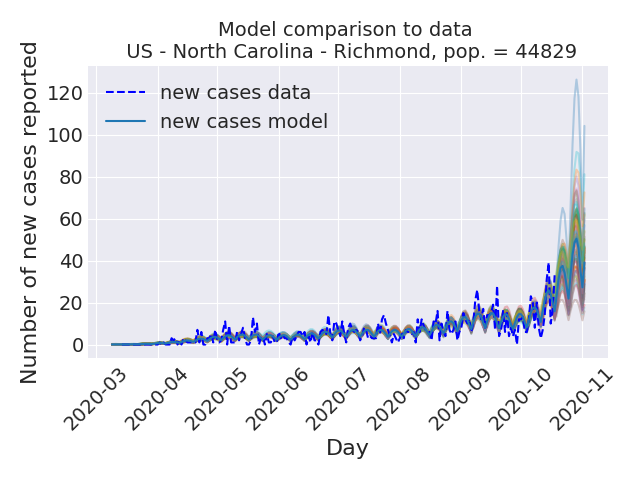 Model comparison to data
US - North Carolina - Richmond, pop. = 44829
Number of new cases reported
120
100
80
60
40
20
0
new cases data
new cases model
2020-03
2020-04
2020-05
2020-06
2020-07
2020-08
2020-09
2020-10
2020-11
Day